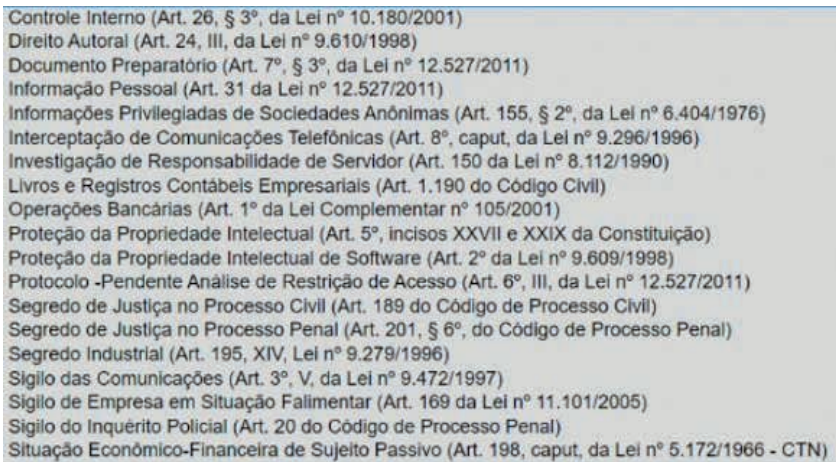 Controle Interno (Art. 26, § 3º, da Lei nº 10.180/2001)
Direito Autoral (Art. 24, III, da Lei nº 9.610/1998)
Documento Preparatório (Art. 7º, § 3º, da Lei nº 12.527/2011)
Informação Pessoal (Art. 31 da Lei nº 12.527/2011)
Informações Privilegiadas de Sociedades Anônimas (Art. 155, § 2º, da Lei nº 6.404/1976)
Interceptação de Comunicações Telefônicas (Art. 8º, caput, da Lei nº 9.296/1996)
Investigação de Responsabilidade de Servidor (Art. 150 da Lei nº 8.112/1990)
Livros e Registros Contábeis Empresariais (Art. 1.190 do Código Civil)
Operações Bancárias (Art. 1º da Lei Complementar nº 105/2001)
Proteção da Propriedade Intelectual (Art. 5º, incisos XXVII e XXIX da Constituição)
Proteção da Propriedade Intelectual de Software (Art. 2º da Lei nº 9.609/1998)
Protocolo -Pendente Análise de Restrição de Acesso (Art. 6º, III, da Lei nº 12.527/2011)
Segredo de Justiça no Processo Civil (Art. 189 do Código de Processo Civil)
Segredo de Justiça no Processo Penal (Art. 201, § 6º, do Código de Processo Penal)
Segredo Industrial (Art. 195, XIV, Lei nº 9.279/1996)
Sigilo das Comunicações (Art. 3º, V, da Lei nº 9.472/1997)
Sigilo de Empresa em Situação Falimentar (Art. 169 da Lei nº 11.101/2005)
Sigilo do Inquérito Policial (Art. 20 do Código de Processo Penal)
Situação Econômico-Financeira de Sujeito Passivo (Art. 198, caput, da Lei nº 5.172/1966 - CTN)